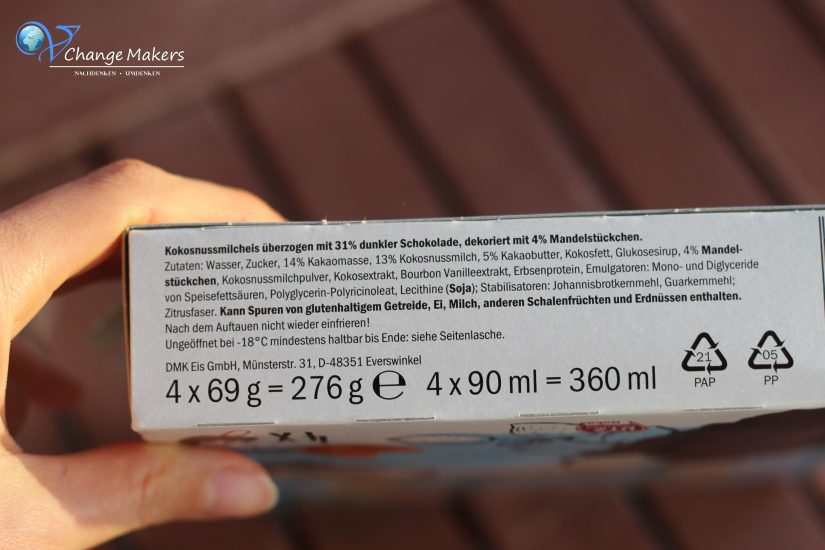 Change Makers
NACHDENKEN • UMDENKEN
Kokosnussmilcheis überzogen mit 31% dunkler Schokolade, dekoriert mit 4% Mandelstückchen.
Zutaten: Wasser, Zucker, 14% Kakaomasse, 13% Kokosnussmilch, 5% Kakaobutter, Kokosfett, Glukosesirup, 4% Mandel-
stückchen, Kokosnussmilchpulver, Kokosextrakt, Bourbon Vanilleextrakt, Erbsenprotein, Emulgatoren: Mono- und Diglyceride
von Speisefettsäuren, Polyglycerin-Polyricinoleat, Lecithine (Soja); Stabilisatoren: Johannisbrotkernmehl, Guarkernmehl;
Zitrusfaser. Kann Spuren von glutenhaltigem Getreide, Ei, Milch, anderen Schalenfrüchten und Erdnüssen enthalten.
Nach dem Auftauen nicht wieder einfrieren!
Ungeöffnet bei -18°C mindestens haltbar bis Ende: siehe Seitenlasche.
DMK Eis GmbH, Münsterstr. 31, D-48351 Everswinkel
4 x 69 g = 276 g ℮ 4 x 90 ml = 360 ml
21
PAP
05
PP